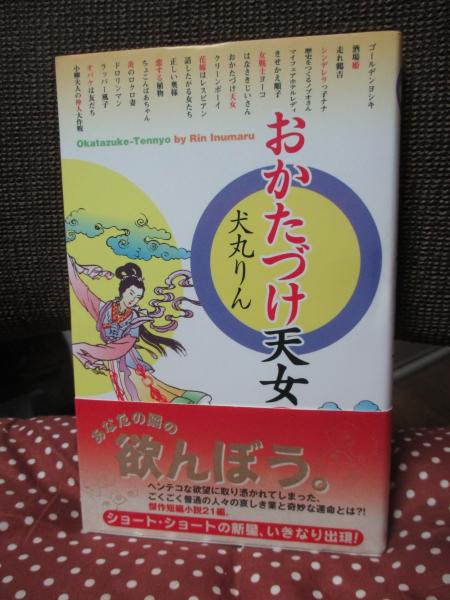 ゴールデンヨシキ
酒場姫
走れ鶴吉
シンデレラっ子ナナ
歴史をつくるノブオさん
マイフェアホテルレディ
きせかえ順子
女戦士ヨーコ
はなさきじいさん
おかたづけ天女
クリーンボーイ
花嫁はレスビアン
話したがる女たち
正しい奥様
恋する植物
ちょこんばあちゃん
炎のロクロ妻
ドロリンマン
ラッパー風子
オバケは友だち
小柳夫人の神人大作戦
Okatazuke-Tennyo by Rin Inumaru
おかたづけ天女
犬丸りん
あなたの隣の
欲んぼう。
ヘンテコな欲望に取り憑かれてしまった、
ごくごく普通の人々の哀しき業と奇妙な運命とは?!
傑作短編小説21編。
ショート・ショートの新星、いきなり出現!